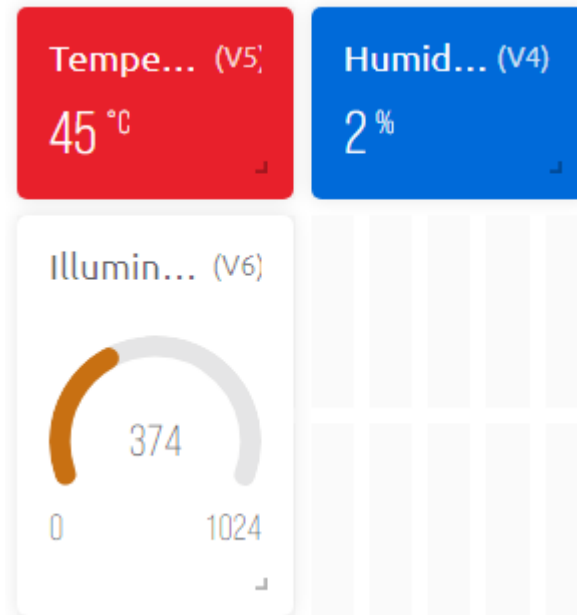 Tempe... (V5)
45 °C
Humid... (V4)
2 %
Illumin... (V6)
374
0
1024